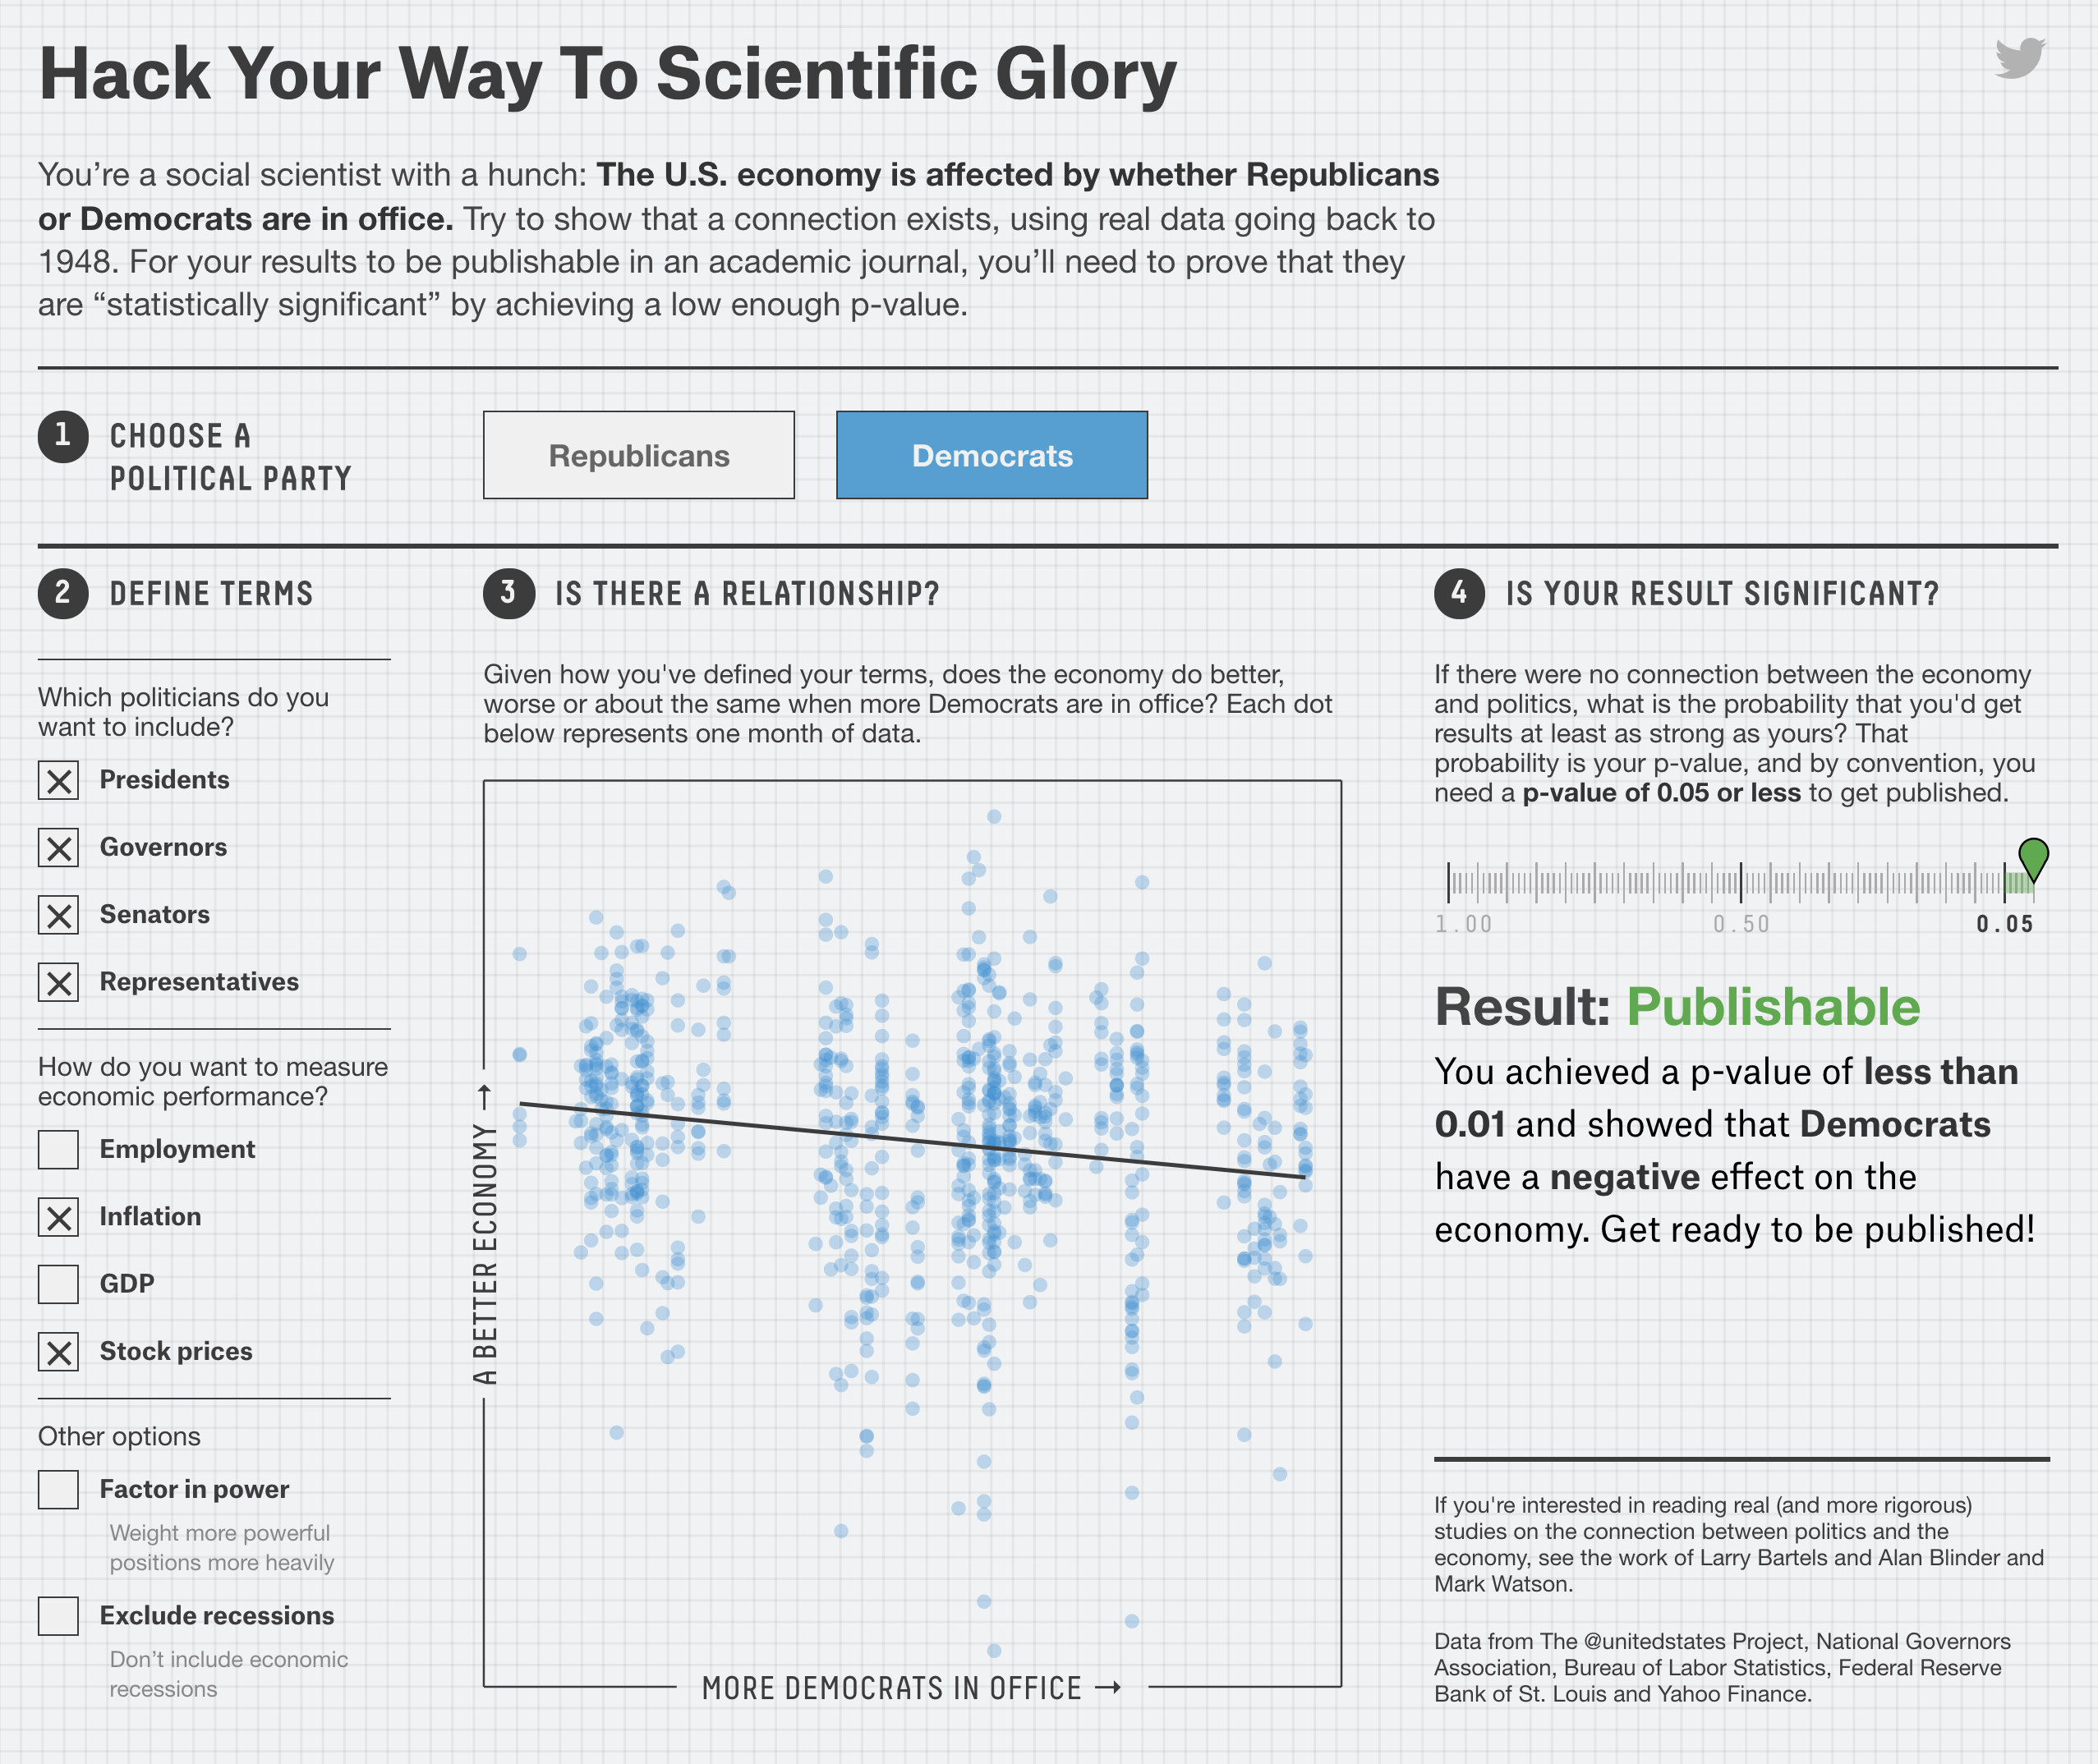 Hack Your Way To Scientific Glory
You’re a social scientist with a hunch: The U.S. economy is affected by whether Republicans
or Democrats are in office. Try to show that a connection exists, using real data going back to
1948. For your results to be publishable in an academic journal, you’ll need to prove that they
are “statistically significant” by achieving a low enough p-value.
1 CHOOSE A
POLITICAL PARTY
Republicans
Democrats
2 DEFINE TERMS
Which politicians do you
want to include?
Presidents
Governors
Senators
Representatives
How do you want to measure
economic performance?
Employment
Inflation
GDP
Stock prices
Other options
Factor in power
Weight more powerful
positions more heavily
Exclude recessions
Don’t include economic
recessions
3 IS THERE A RELATIONSHIP?
Given how you've defined your terms, does the economy do better,
worse or about the same when more Democrats are in office? Each dot
below represents one month of data.
A BETTER ECONOMY →
MORE DEMOCRATS IN OFFICE →
4 IS YOUR RESULT SIGNIFICANT?
If there were no connection between the economy
and politics, what is the probability that you'd get
results at least as strong as yours? That
probability is your p-value, and by convention, you
need a p-value of 0.05 or less to get published.
1.00 0.50 0.05
Result: Publishable
You achieved a p-value of less than
0.01 and showed that Democrats
have a negative effect on the
economy. Get ready to be published!
If you're interested in reading real (and more rigorous)
studies on the connection between politics and the
economy, see the work of Larry Bartels and Alan Blinder and
Mark Watson.
Data from The @unitedstates Project, National Governors
Association, Bureau of Labor Statistics, Federal Reserve
Bank of St. Louis and Yahoo Finance.